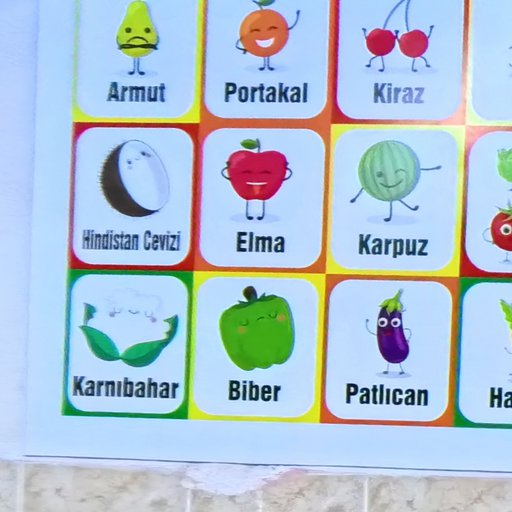 Armut Portakal Kiraz
Hindistan Cevizi Elma Karpuz
Karnıbahar Biber Patlıcan